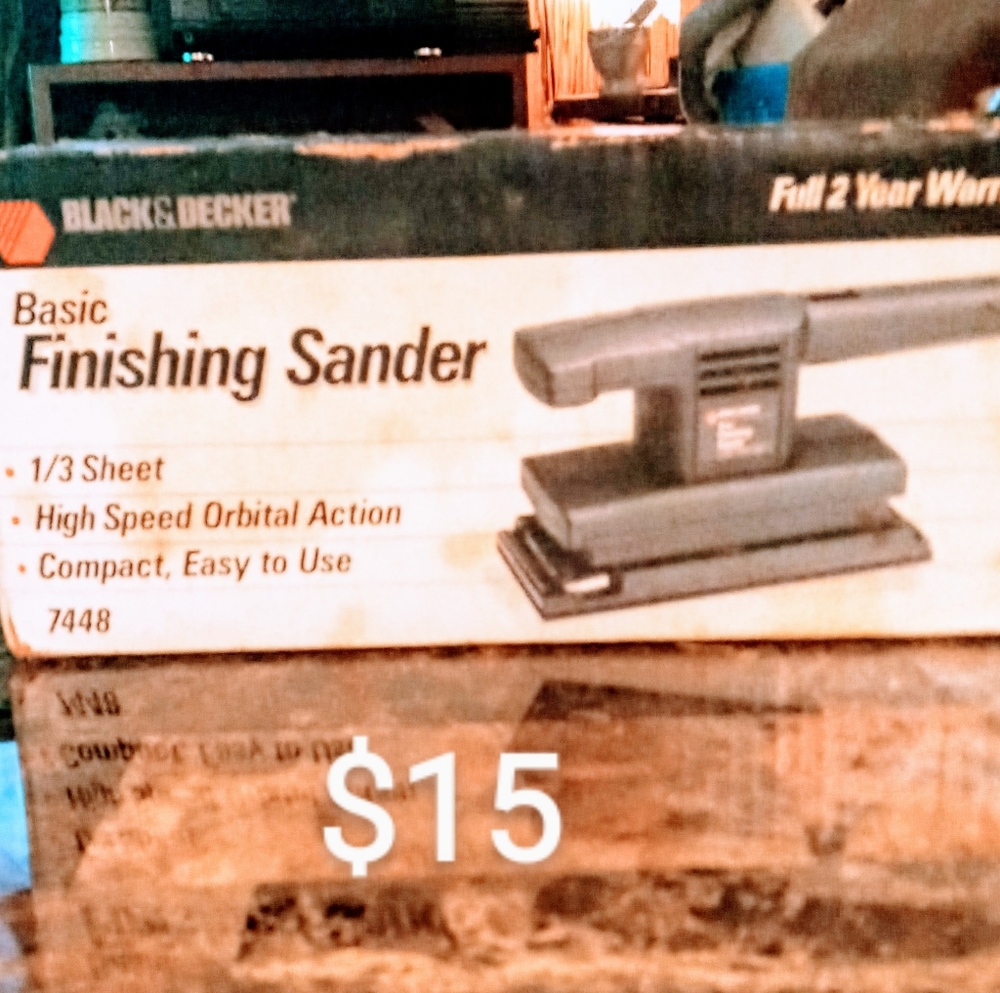 BLACK&DECKER
Full 2 Year
Basic
Finishing Sander
• 1/3 Sheet
• High Speed Orbital Action
• Compact, Easy to Use
7448
$15